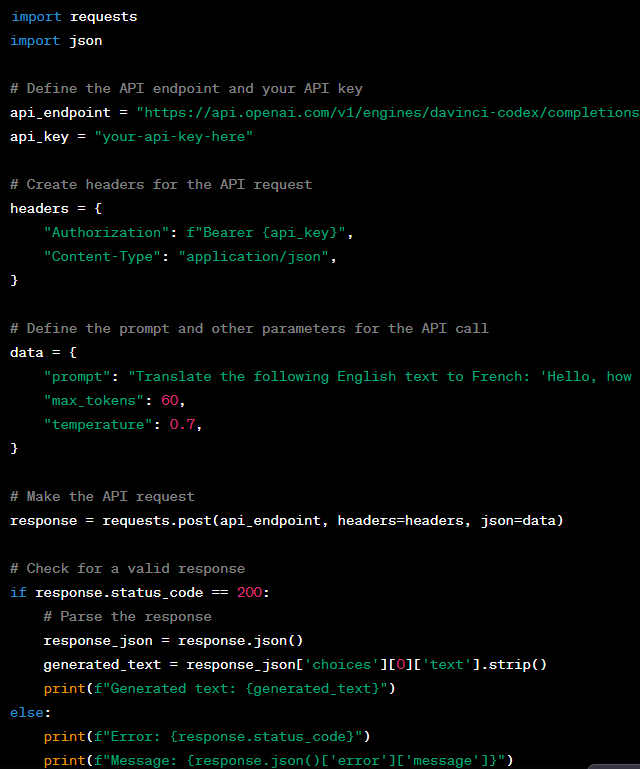 import requests
import json
# Define the API endpoint and your API key
api_endpoint = "https://api.openai.com/v1/engines/davinci-codex/completions
api_key = "your-api-key-here"
# Create headers for the API request
headers = {
    "Authorization": f"Bearer {api_key}",
    "Content-Type": "application/json",
}
# Define the prompt and other parameters for the API call
data = {
    "prompt": "Translate the following English text to French: 'Hello, how
    "max_tokens": 60,
    "temperature": 0.7,
}
# Make the API request
response = requests.post(api_endpoint, headers=headers, json=data)
# Check for a valid response
if response.status_code == 200:
    # Parse the response
    response_json = response.json()
    generated_text = response_json['choices'][0]['text'].strip()
    print(f"Generated text: {generated_text}")
else:
    print(f"Error: {response.status_code}")
    print(f"Message: {response.json()['error']['message']}")